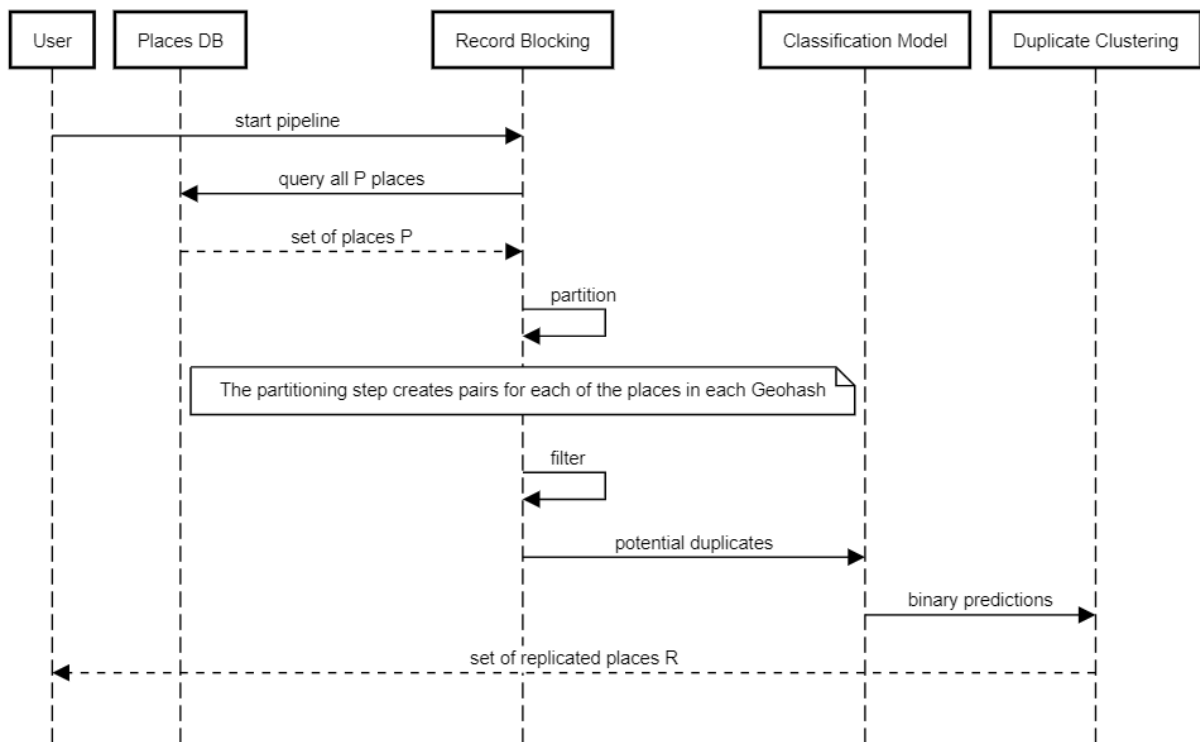 User
Places DB
Record Blocking
Classification Model
Duplicate Clustering
start pipeline
query all P places
set of places P
partition
The partitioning step creates pairs for each of the places in each Geohash
filter
potential duplicates
binary predictions
set of replicated places R